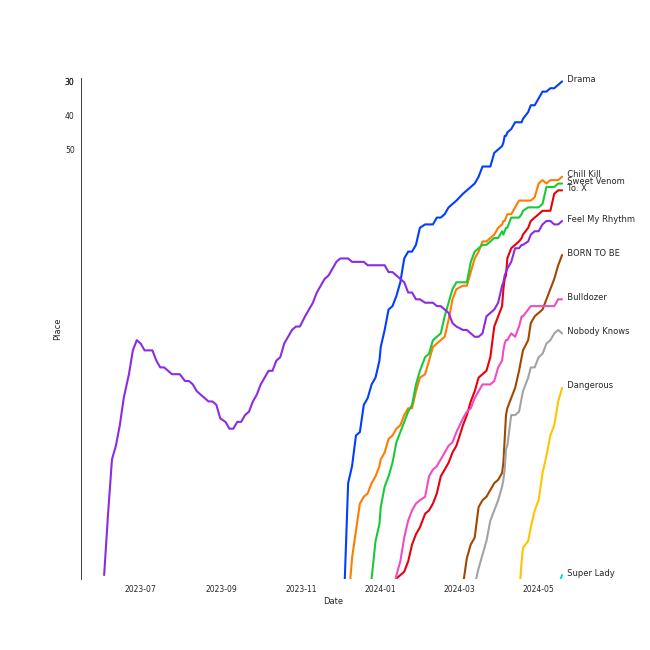 30
40
50
Place
Drama
Chill Kill
Sweet Venom
To. X
Feel My Rhythm
BORN TO BE
Bulldozer
Nobody Knows
Dangerous
Super Lady
2023-07
2023-09
2023-11
2024-01
2024-03
2024-05
Date